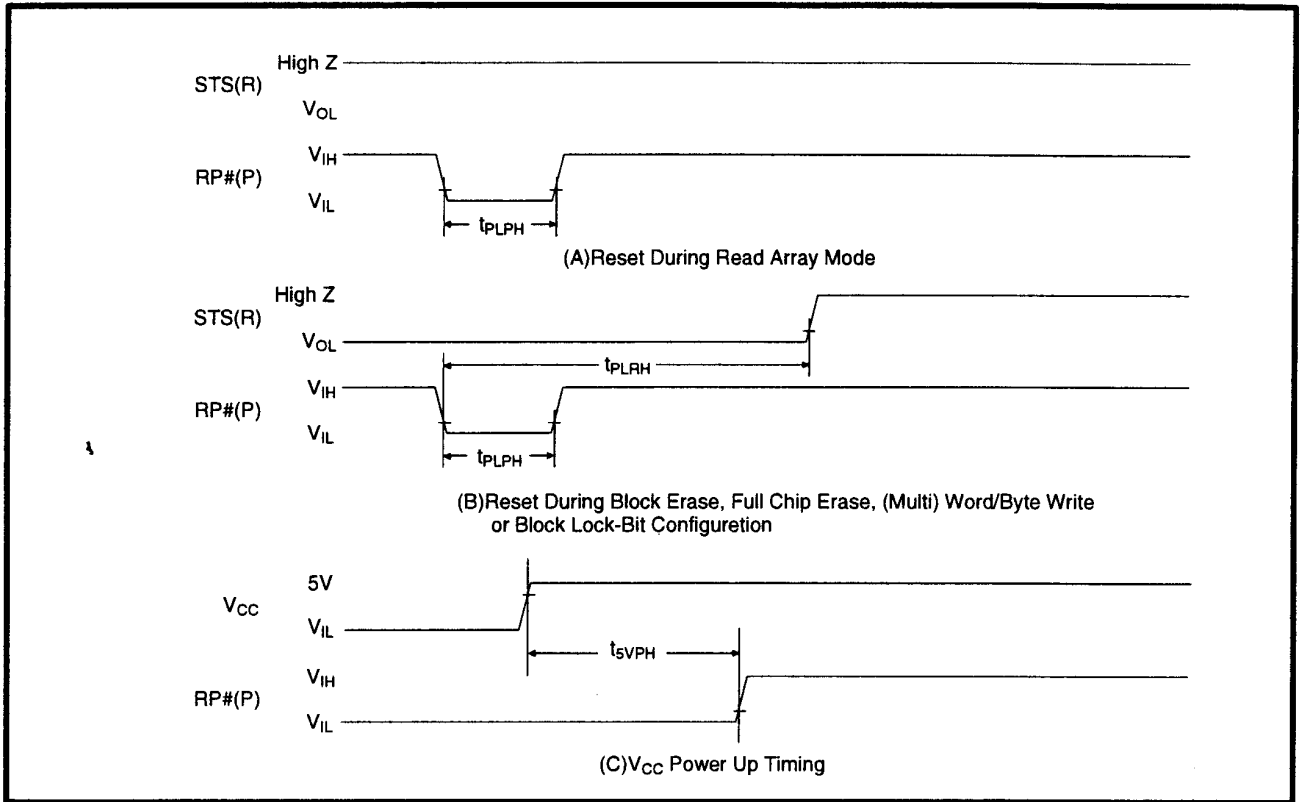 High Z
STS(R)
VOL
VIH
RP#(P)
VIL
tPLPH
(A)Reset During Read Array Mode
High Z
STS(R)
VOL
tPLRH
VIH
RP#(P)
VIL
tPLPH
(B)Reset During Block Erase, Full Chip Erase, (Multi) Word/Byte Write
or Block Lock-Bit Configuretion
5V
VCC
VIL
t5VPH
VIH
RP#(P)
VIL
(C)VCC Power Up Timing